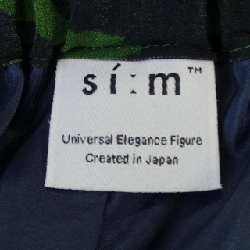 sí:m™
Universal Elegance Figure
Created in Japan